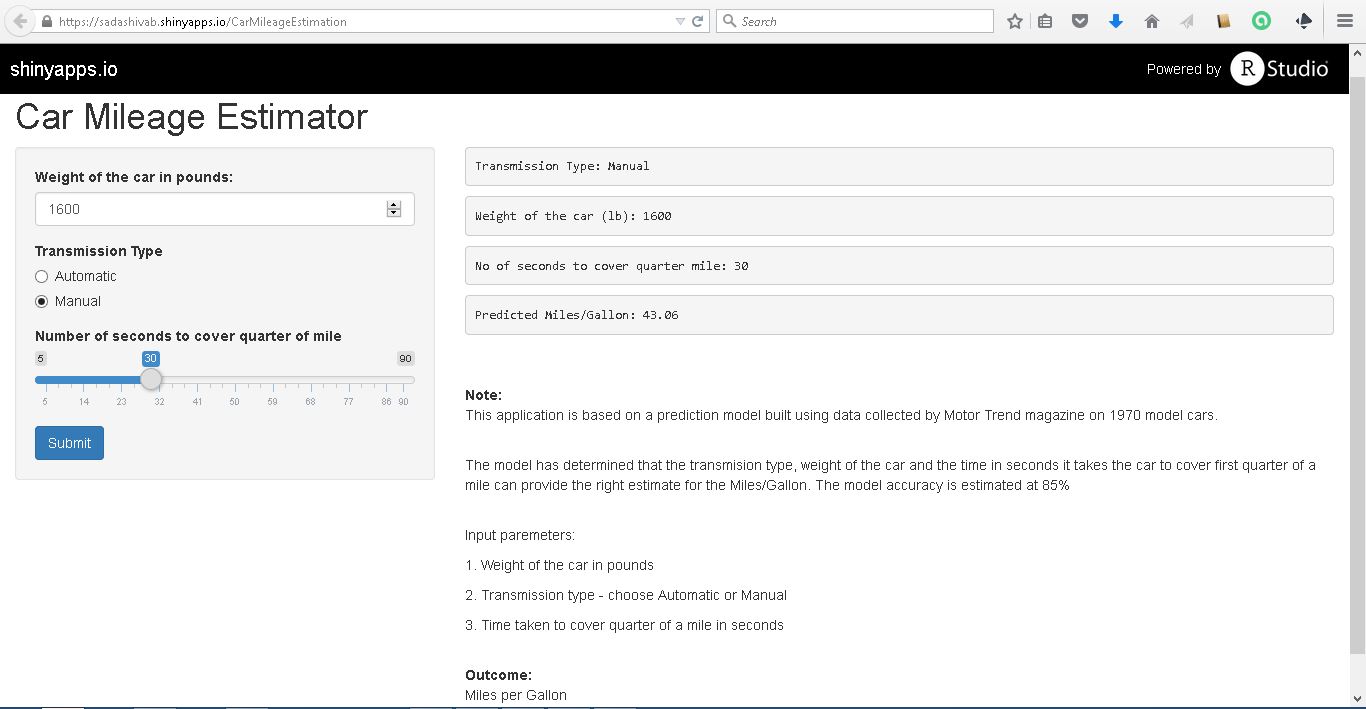 https://sadashivab.shinyapps.io/CarMileageEstimation
Search
shinyapps.io
Powered by R Studio
Car Mileage Estimator
Weight of the car in pounds:
1600
Transmission Type
Automatic
Manual
Number of seconds to cover quarter of mile
5 30 90
5 14 23 32 41 50 59 68 77 86 90
Submit
Transmission Type: Manual
Weight of the car (lb): 1600
No of seconds to cover quarter mile: 30
Predicted Miles/Gallon: 43.06
Note:
This application is based on a prediction model built using data collected by Motor Trend magazine on 1970 model cars.
The model has determined that the transmision type, weight of the car and the time in seconds it takes the car to cover first quarter of a
mile can provide the right estimate for the Miles/Gallon. The model accuracy is estimated at 85%
Input paremeters:
1. Weight of the car in pounds
2. Transmission type - choose Automatic or Manual
3. Time taken to cover quarter of a mile in seconds
Outcome:
Miles per Gallon